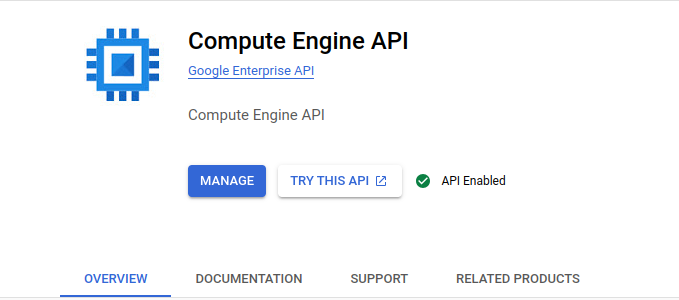 Compute Engine API
Google Enterprise API
Compute Engine API
MANAGE TRY THIS API API Enabled
OVERVIEW DOCUMENTATION SUPPORT RELATED PRODUCTS